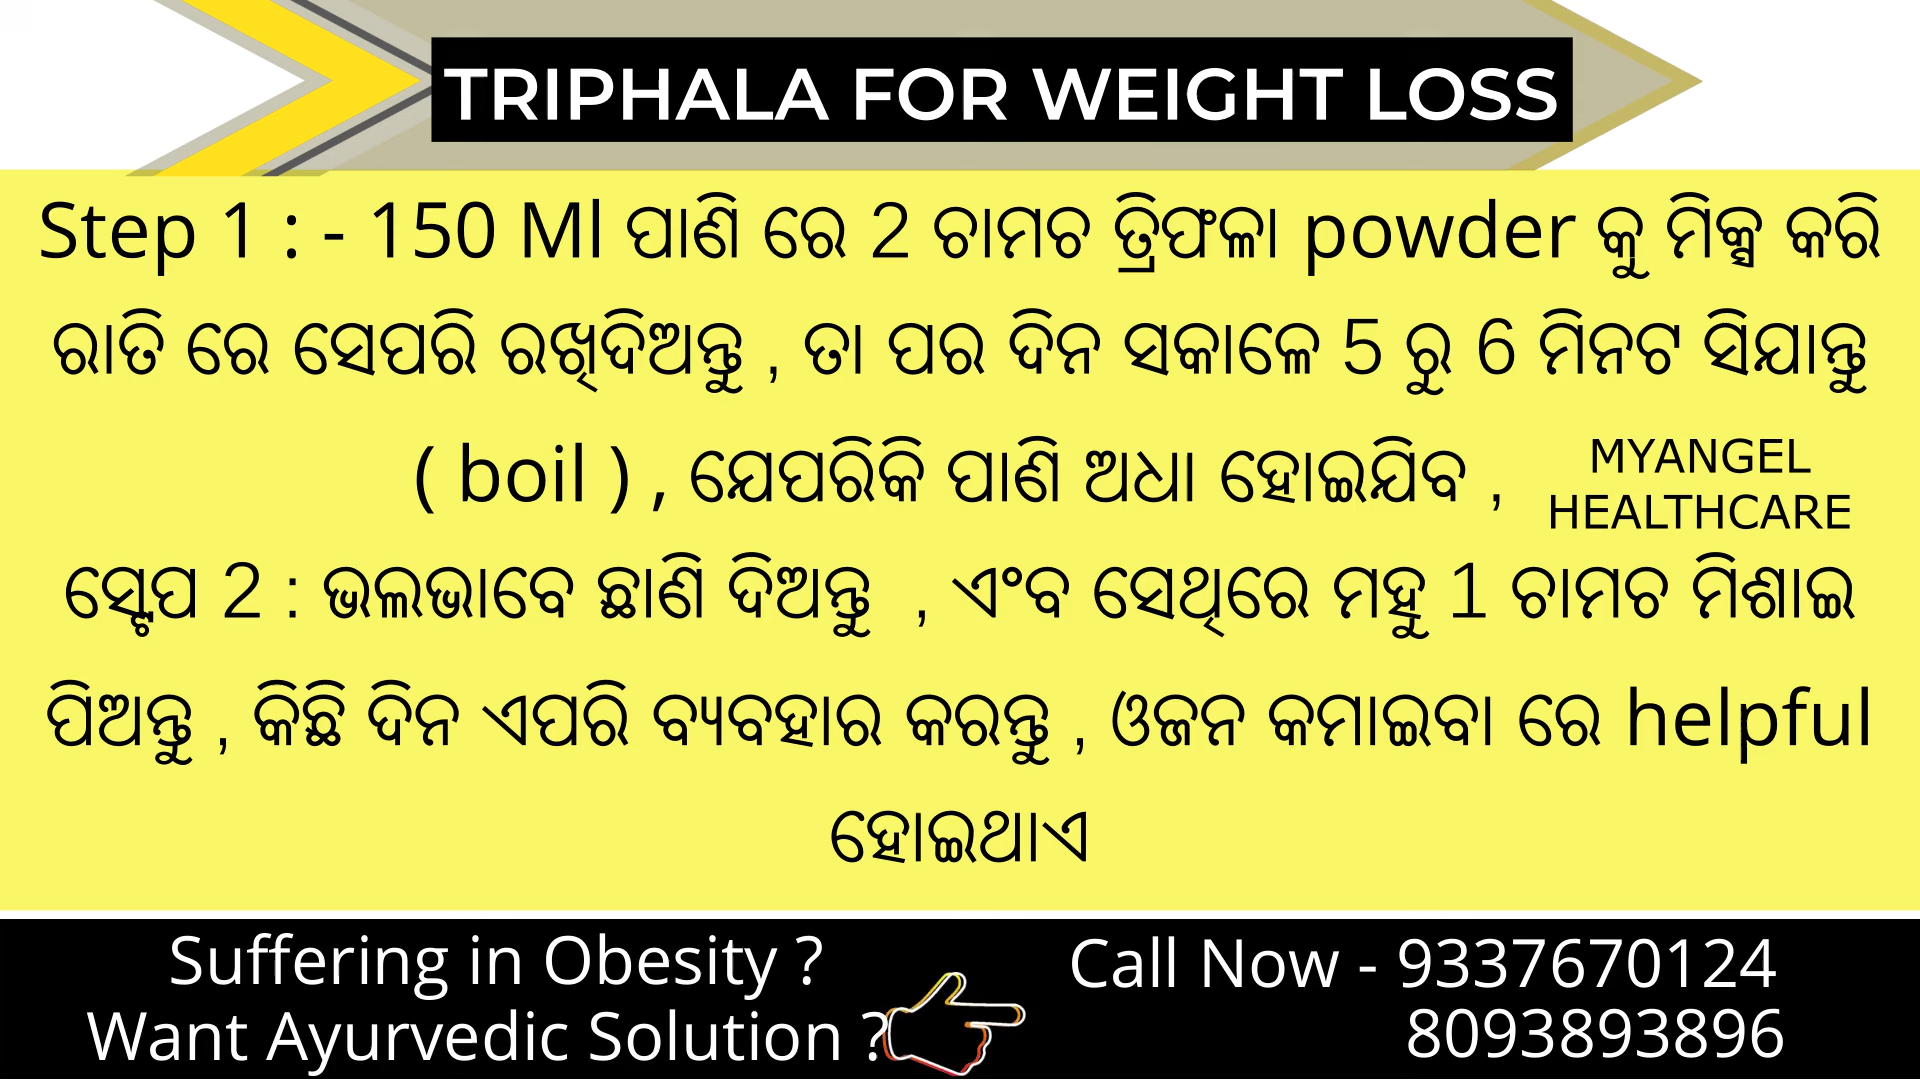 TRIPHALA FOR WEIGHT LOSS
Step 1 : - 150 Ml ପାଣି ରେ 2 ଚାମଚ ତ୍ରିଫଳା powder କୁ ମିକ୍ସ କରି
ରାତି ରେ ସେପରି ରଖିଦିଅନ୍ତୁ , ତା ପର ଦିନ ସକାଳେ 5 ରୁ 6 ମିନଟ ସିଯାନ୍ତୁ
( boil ) , ଯେପରିକି ପାଣି ଅଧା ହୋଇଯିବ ,
MYANGEL
HEALTHCARE
ସ୍ଟେପ 2 : ଭଲଭାବେ ଛାଣି ଦିଅନ୍ତୁ , ଏଂବ ସେଥିରେ ମହୁ 1 ଚାମଚ ମିଶାଇ
ପିଅନ୍ତୁ , କିଛି ଦିନ ଏପରି ବ୍ୟବହାର କରନ୍ତୁ , ଓଜନ କମାଇବା ରେ helpful
ହୋଇଥାଏ
Suffering in Obesity ?
Want Ayurvedic Solution ?
Call Now - 9337670124
8093893896